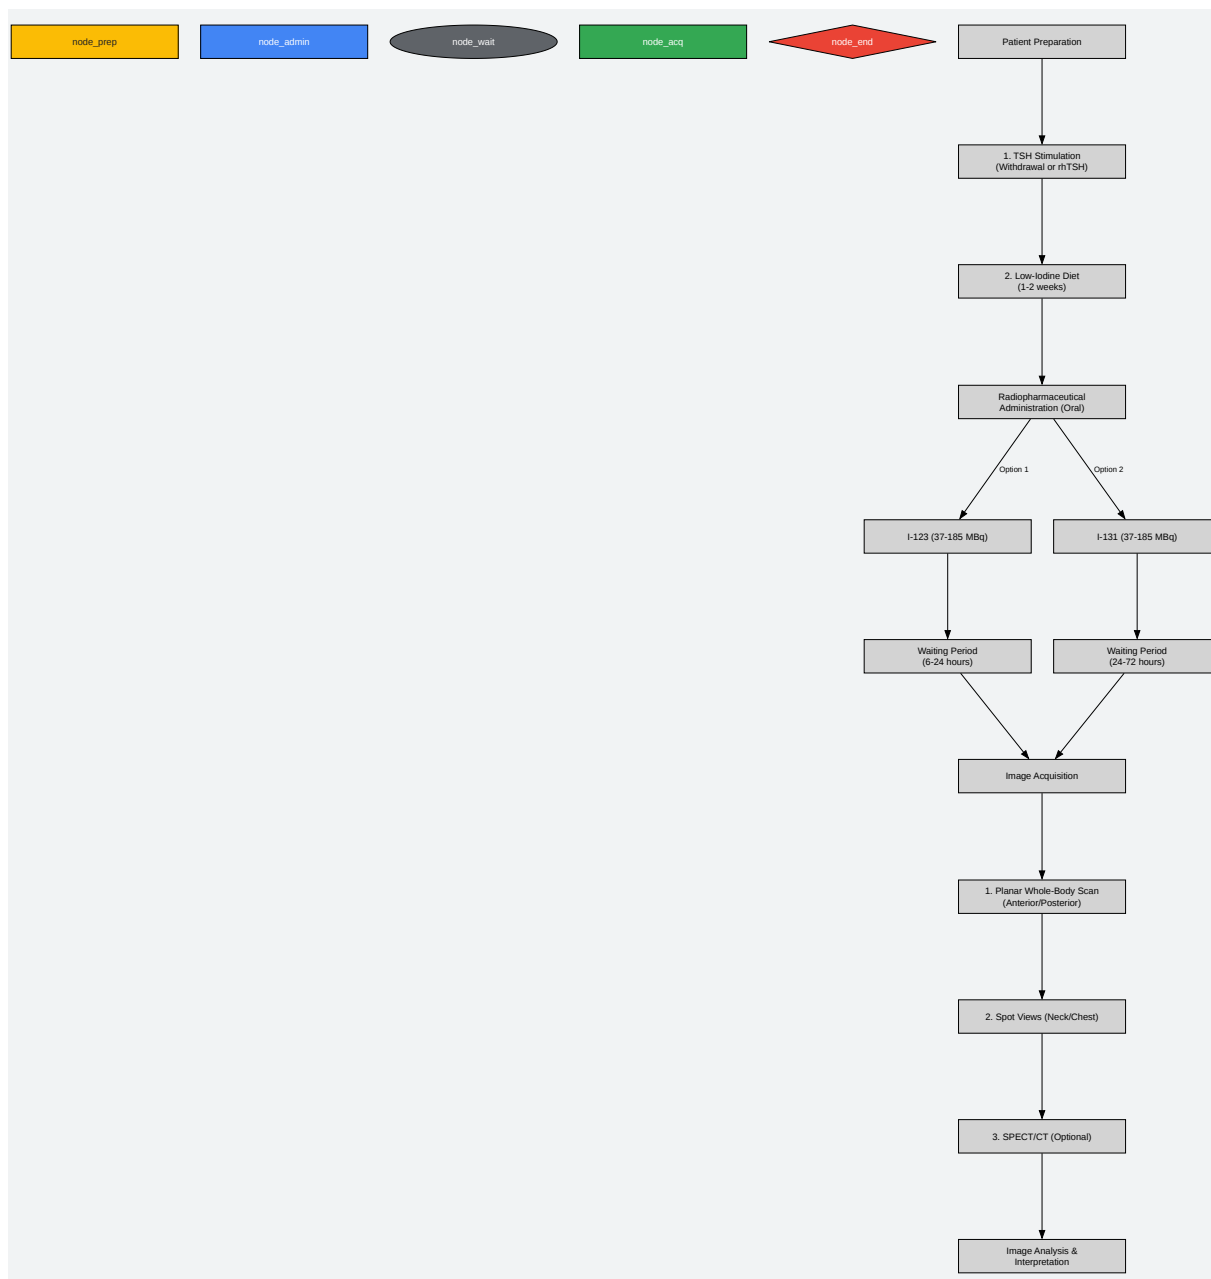 node_prep
node_admin
node_wait
node_acq
node_end
Patient Preparation
1. TSH Stimulation
(Withdrawal or rhTSH)
2. Low-Iodine Diet
(1-2 weeks)
Radiopharmaceutical
Administration (Oral)
Option 1
Option 2
I-123 (37-185 MBq)
I-131 (37-185 MBq)
Waiting Period
(6-24 hours)
Waiting Period
(24-72 hours)
Image Acquisition
1. Planar Whole-Body Scan
(Anterior/Posterior)
2. Spot Views (Neck/Chest)
3. SPECT/CT (Optional)
Image Analysis &
Interpretation